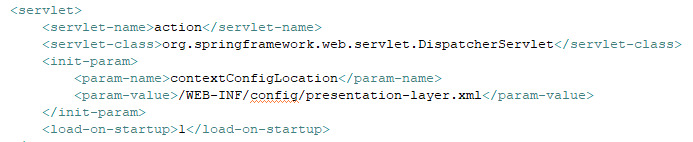 <servlet>
<servlet-name>action</servlet-name>
<servlet-class>org.springframework.web.servlet.DispatcherServlet</servlet-class>
<init-param>
<param-name>contextConfigLocation</param-name>
<param-value>/WEB-INF/config/presentation-layer.xml</param-value>
</init-param>
<load-on-startup>1</load-on-startup>